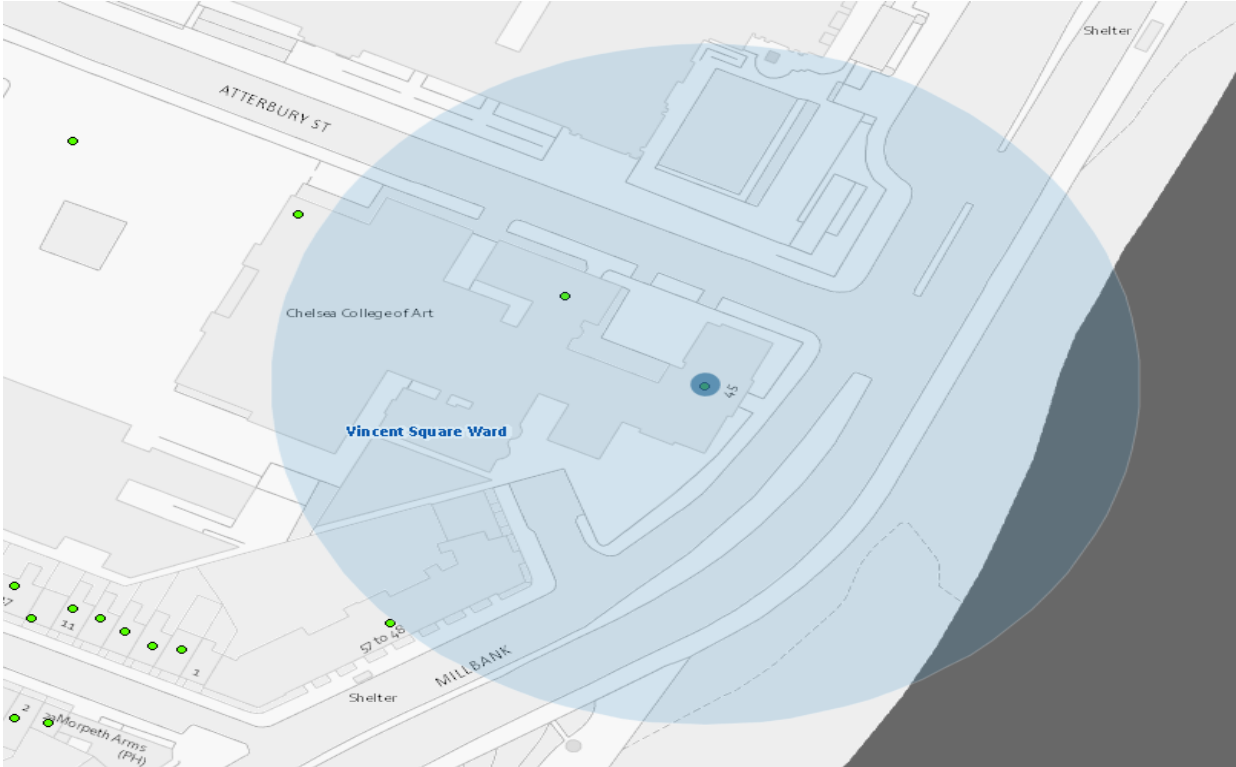 Shelter
ATTERBURY ST
Chelsea College of Art
45
Vincent Square Ward
11
57 to 48
1
MILLBANK
Shelter
2
Morpeth Arms
(PH)